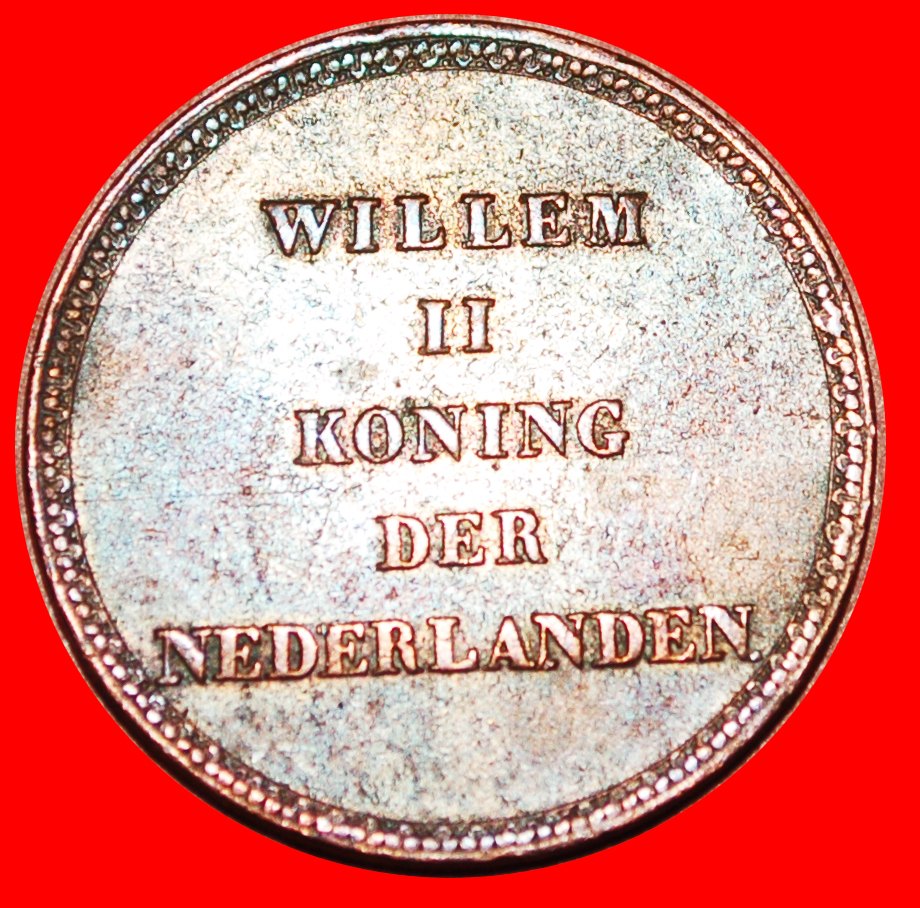 WILLEM
II
KONING
DER
NEDERLANDEN.